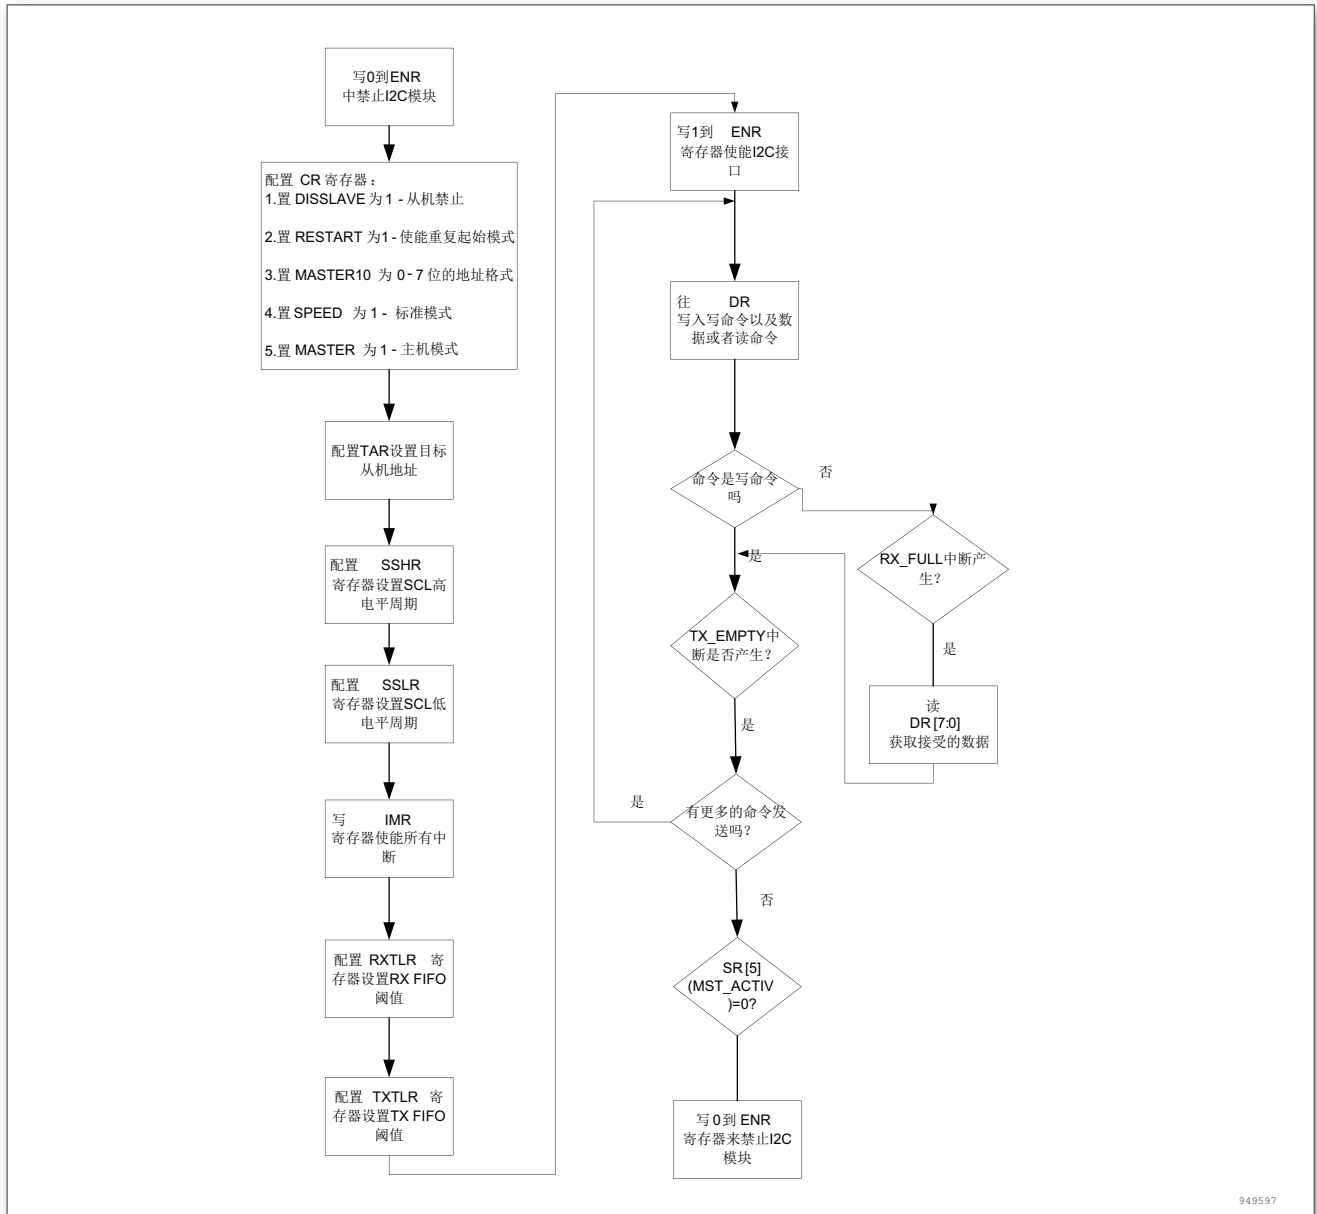 写0到ENR
中禁止I2C模块
配置 CR 寄存器：
1.置 DISSLAVE 为 1 - 从机禁止
2.置 RESTART 为1 - 使能重复起始模式
3.置 MASTER10 为 0 - 7 位的地址格式
4.置 SPEED 为 1 - 标准模式
5.置 MASTER 为 1 - 主机模式
配置TAR设置目标
从机地址
配置 SSHR
寄存器设置SCL高
电平周期
配置 SSLR
寄存器设置SCL低
电平周期
写 IMR
寄存器使能所有中
断
配置 RXTLR 寄
存器设置RX FIFO
阈值
配置 TXTLR 寄
存器设置TX FIFO
阈值
写1到 ENR
寄存器使能I2C接
口
往 DR
写入写命令以及数
据或者读命令
命令是写命令
吗
否
是
RX_FULL中断产
生？
是
读
DR [7:0]
获取接受的数据
TX_EMPTY中
断是否产生？
是
有更多的命令发
送吗？
是
否
SR [5]
(MST_ACTIV
)=0?
写 0 到 ENR
寄存器来禁止I2C
模块
949597